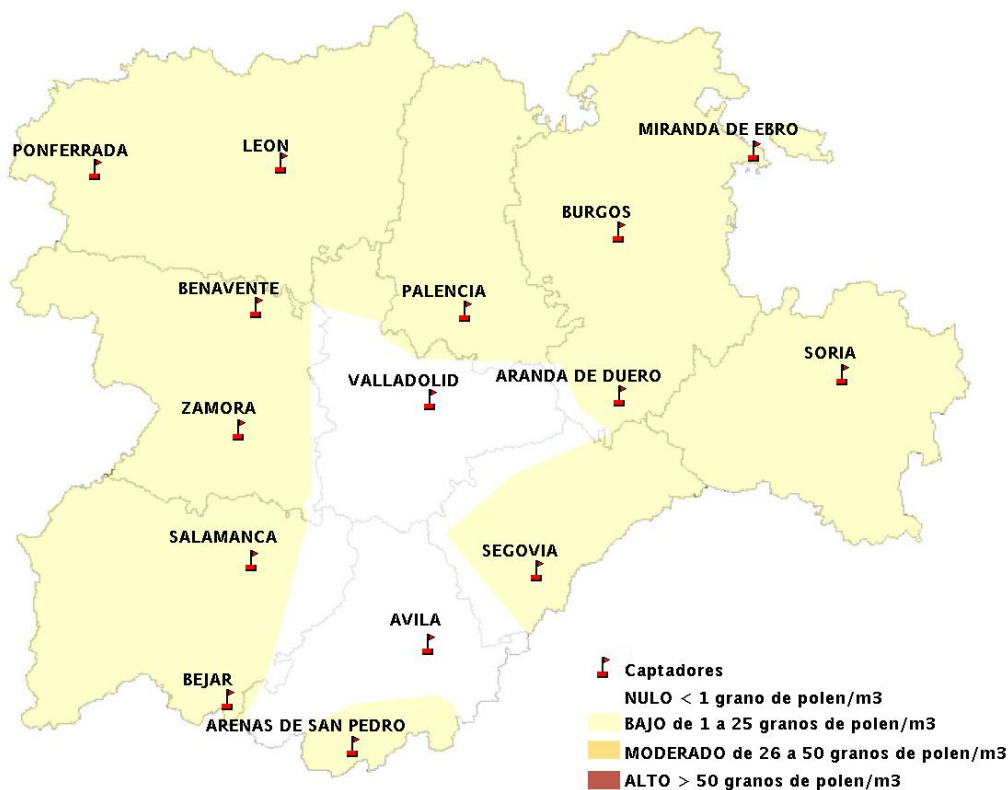 MIRANDA DE EBRO
PONFERRADA
LEON
BURGOS
BENAVENTE
PALENCIA
SORIA
VALLADOLID
ARANDA DE DUERO
ZAMORA
SALAMANCA
SEGOVIA
AVILA
BEJAR
ARENAS DE SAN PEDRO
Captadores
NULO < 1 grano de polen/m3
BAJO de 1 a 25 granos de polen/m3
MODERADO de 26 a 50 granos de polen/m3
ALTO > 50 granos de polen/m3